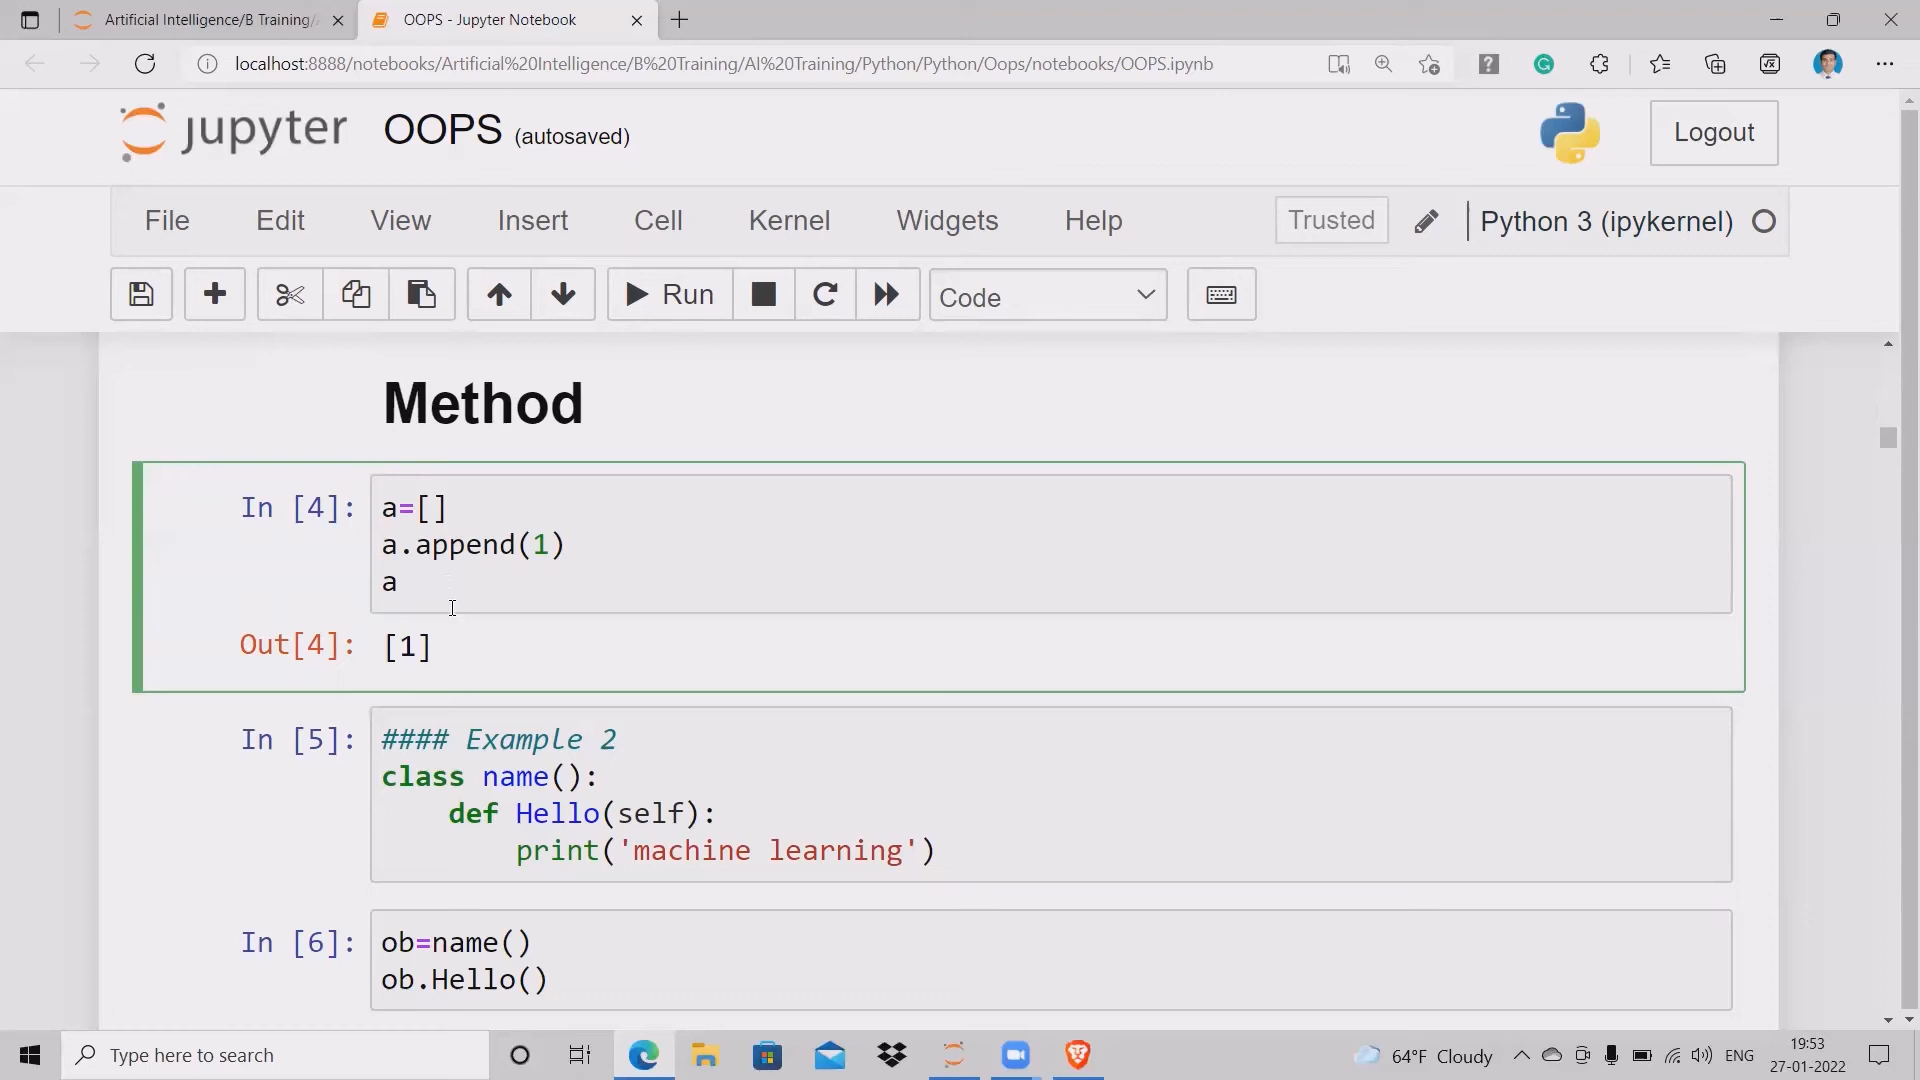 Artificial Intelligence/B Training/
OOPS - Jupyter Notebook
localhost:8888/notebooks/Artificial%20Intelligence/B%20Training/AI%20Training/Python/Python/Oops/notebooks/OOPS.ipynb
jupyter OOPS (autosaved)
Logout
File Edit View Insert Cell Kernel Widgets Help Trusted Python 3 (ipykernel)
Run Code
Method
In [4]: a=[]
a.append(1)
a
Out[4]: [1]
In [5]: #### Example 2
class name():
def Hello(self):
print('machine learning')
In [6]: ob=name()
ob.Hello()
Type here to search
64°F Cloudy
ENG
19:53
27-01-2022